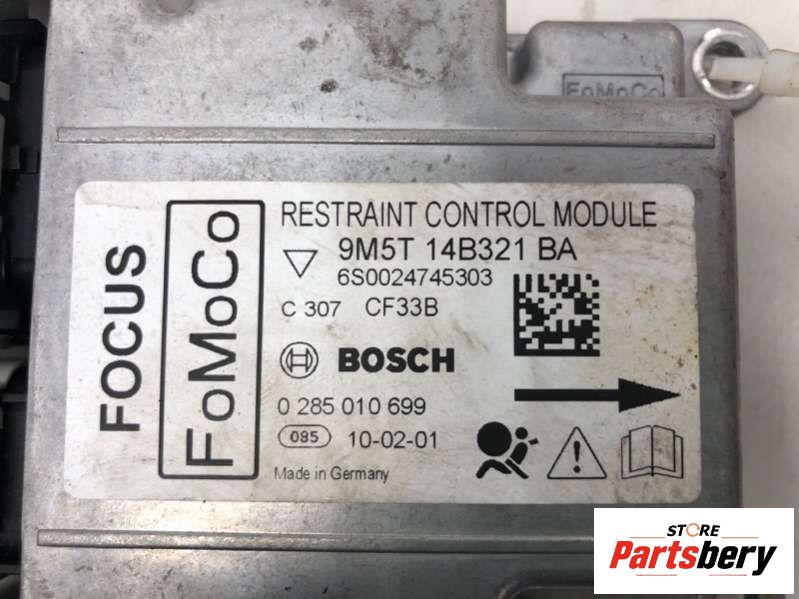 FoMoCo
FOCUS
FoMoCo
RESTRAINT CONTROL MODULE
9M5T 14B321 BA
6S0024745303
C 307 CF33B
BOSCH
0 285 010 699
085 10-02-01
Made in Germany
STORE
Partsbery